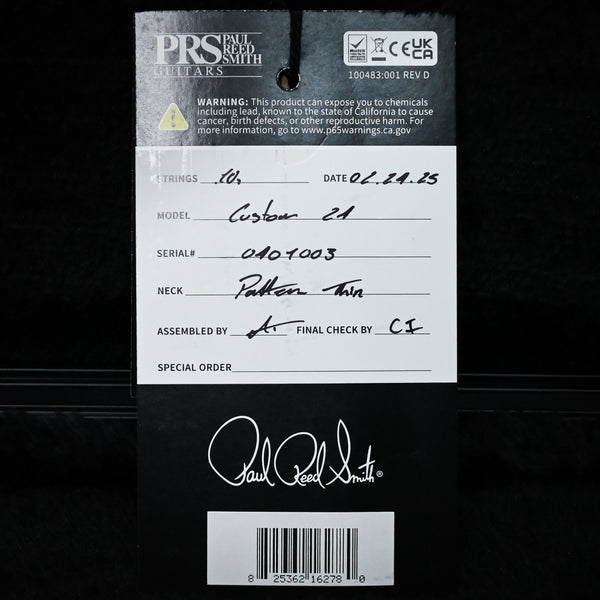 PRS PAUL REED SMITH
GUITARS
UK CA
100483:001 REV D
WARNING: This product can expose you to chemicals
including lead, known to the state of California to cause
cancer, birth defects, or other reproductive harm. For
more information, go to www.p65warnings.ca.gov
STRINGS .10s DATE 02.24.25
MODEL Custom 24
SERIAL#
NECK Pattern Thin
ASSEMBLED BY FINAL CHECK BY CI
SPECIAL ORDER
Paul Reed Smith®
8 25362 16278 0